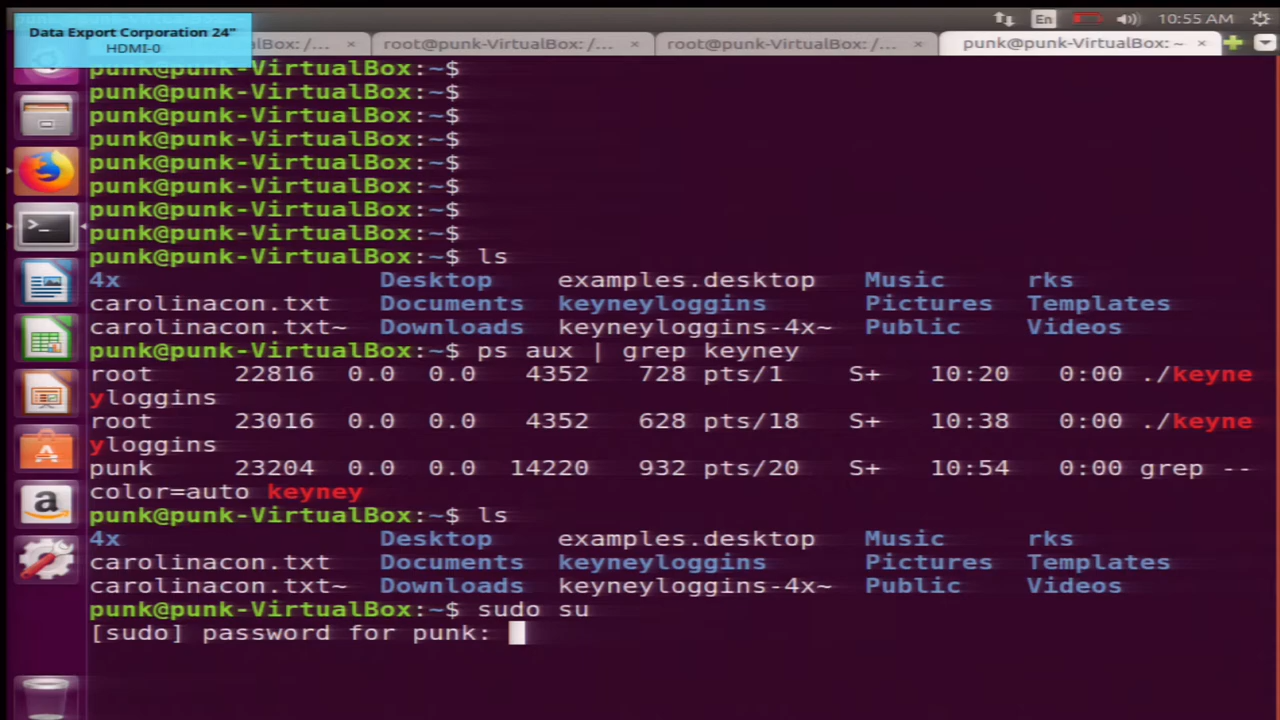 Data Export Corporation 24"
HDMI-0
En
10:55 AM
alBox: /... ×
root@punk-VirtualBox: /... ×
root@punk-VirtualBox: /... ×
punk@punk-VirtualBox: ~ ×
punk@punk-VirtualBox:~$
punk@punk-VirtualBox:~$
punk@punk-VirtualBox:~$
punk@punk-VirtualBox:~$
punk@punk-VirtualBox:~$
punk@punk-VirtualBox:~$
punk@punk-VirtualBox:~$
punk@punk-VirtualBox:~$
punk@punk-VirtualBox:~$ ls
4x Desktop examples.desktop Music rks
carolinacon.txt Documents keyneyloggins Pictures Templates
carolinacon.txt~ Downloads keyneyloggins-4x~ Public Videos
punk@punk-VirtualBox:~$ ps aux | grep keyney
root 22816 0.0 0.0 4352 728 pts/1 S+ 10:20 0:00 ./keyne
yloggins
root 23016 0.0 0.0 4352 628 pts/18 S+ 10:38 0:00 ./keyne
yloggins
punk 23204 0.0 0.0 14220 932 pts/20 S+ 10:54 0:00 grep --
color=auto keyney
punk@punk-VirtualBox:~$ ls
4x Desktop examples.desktop Music rks
carolinacon.txt Documents keyneyloggins Pictures Templates
carolinacon.txt~ Downloads keyneyloggins-4x~ Public Videos
punk@punk-VirtualBox:~$ sudo su
[sudo] password for punk: